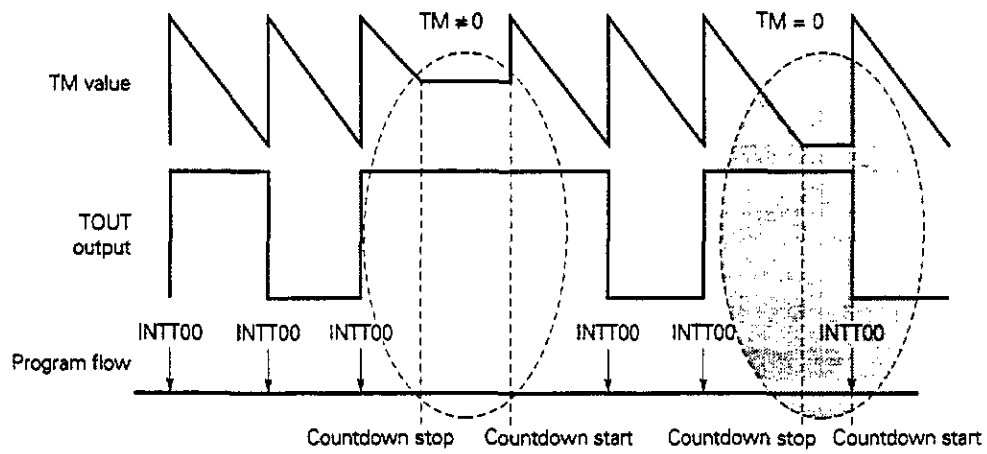 TM ≠ 0
TM = 0
TM value
TOUT
output
INTT00 INTT00 INTT00 INTT00 INTT00 INTT00
Program flow
Countdown stop Countdown start Countdown stop Countdown start